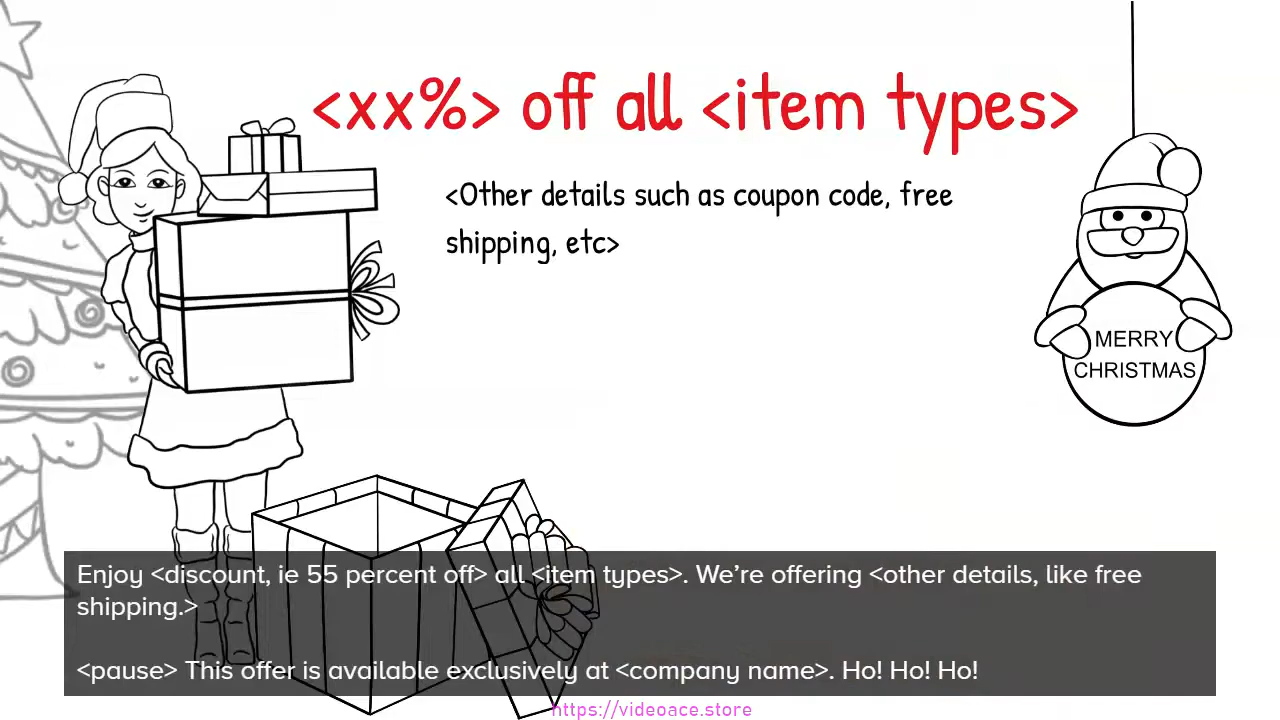 <xx%> off all <item types>
<Other details such as coupon code, free
shipping, etc>
MERRY
CHRISTMAS
Enjoy <discount, ie 55 percent off> all <item types>. We’re offering <other details, like free
shipping.>
<pause> This offer is available exclusively at <company name>. Ho! Ho! Ho!
https://videoace.store